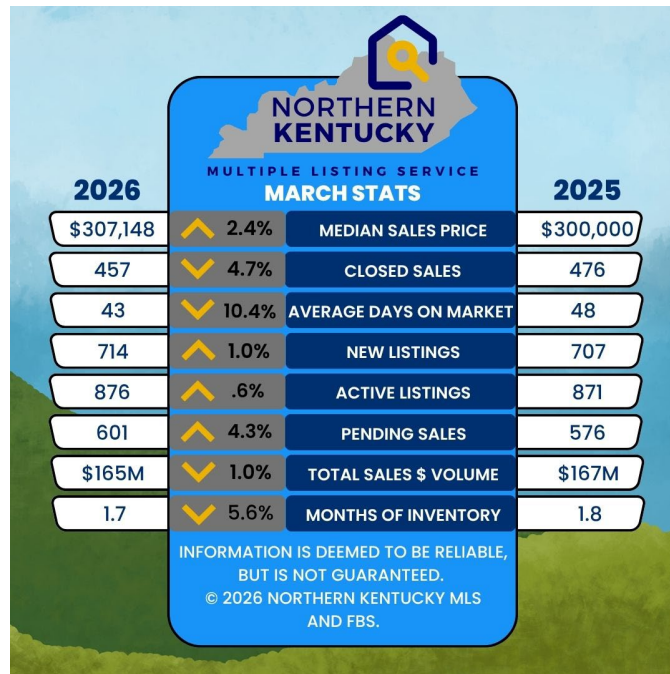 NORTHERN
KENTUCKY
MULTIPLE LISTING SERVICE
2026 MARCH STATS 2025
$307,148 2.4% MEDIAN SALES PRICE $300,000
457 4.7% CLOSED SALES 476
43 10.4% AVERAGE DAYS ON MARKET 48
714 1.0% NEW LISTINGS 707
876 .6% ACTIVE LISTINGS 871
601 4.3% PENDING SALES 576
$165M 1.0% TOTAL SALES $ VOLUME $167M
1.7 5.6% MONTHS OF INVENTORY 1.8
INFORMATION IS DEEMED TO BE RELIABLE,
BUT IS NOT GUARANTEED.
© 2026 NORTHERN KENTUCKY MLS
AND FBS.